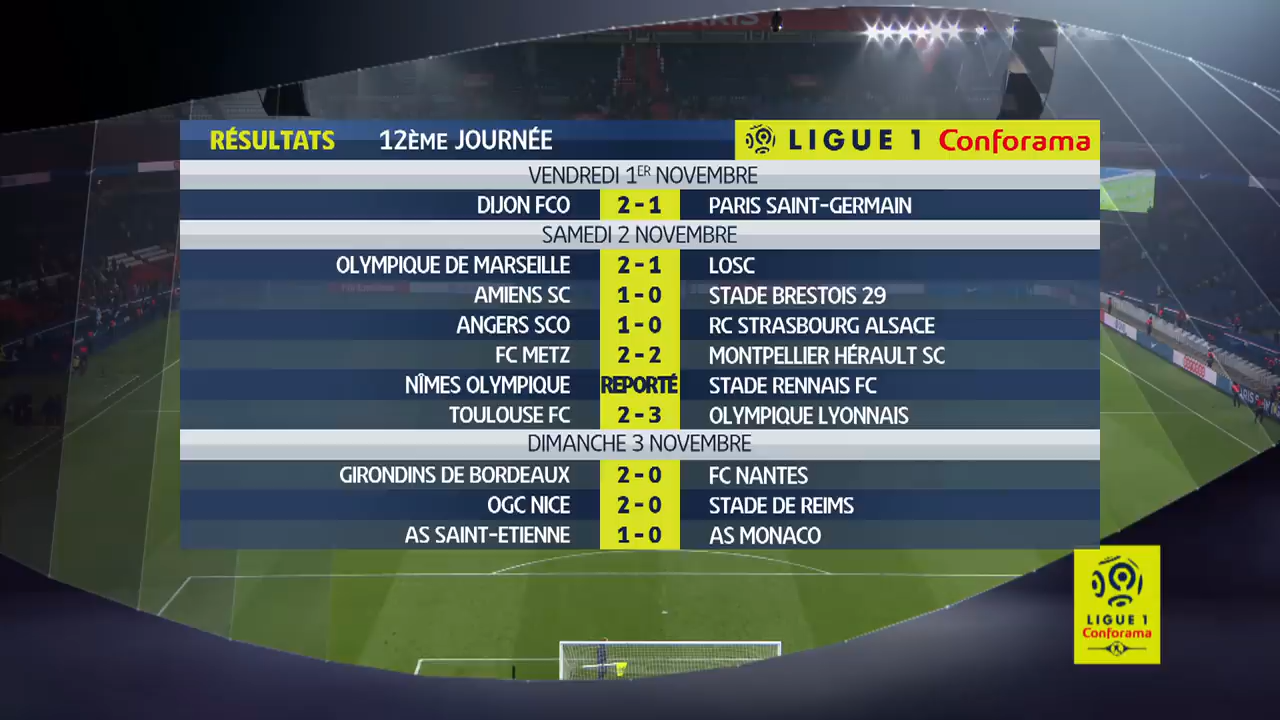 PARIS
RÉSULTATS 12ÈME JOURNÉE LIGUE 1 Conforama
VENDREDI 1ER NOVEMBRE
DIJON FCO 2-1 PARIS SAINT-GERMAIN
SAMEDI 2 NOVEMBRE
OLYMPIQUE DE MARSEILLE 2-1 LOSC
AMIENS SC 1-0 STADE BRESTOIS 29
ANGERS SCO 1-0 RC STRASBOURG ALSACE
FC METZ 2-2 MONTPELLIER HÉRAULT SC
NÎMES OLYMPIQUE REPORTÉ STADE RENNAIS FC
TOULOUSE FC 2-3 OLYMPIQUE LYONNAIS
DIMANCHE 3 NOVEMBRE
GIRONDINS DE BORDEAUX 2-0 FC NANTES
OGC NICE 2-0 STADE DE REIMS
AS SAINT-ETIENNE 1-0 AS MONACO
LIGUE 1
Conforama